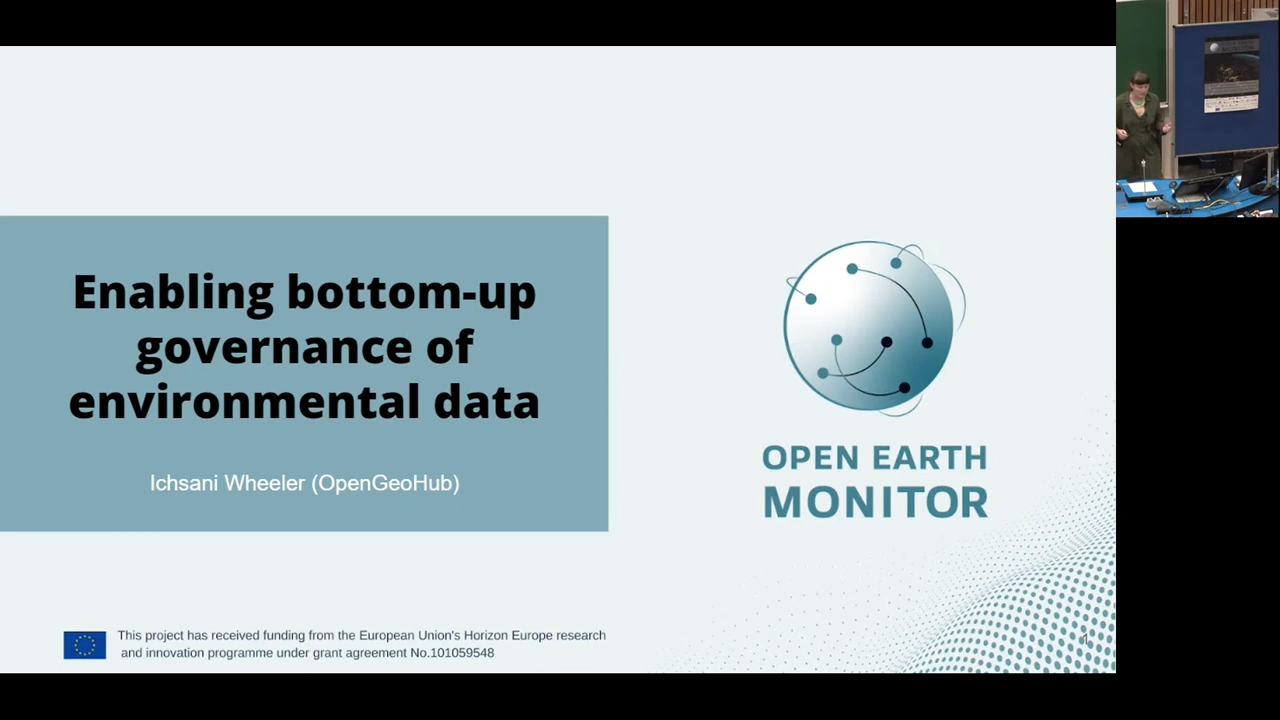 Enabling bottom-up
governance of
environmental data
Ichsani Wheeler (OpenGeoHub)
OPEN EARTH
MONITOR
This project has received funding from the European Union's Horizon Europe research
and innovation programme under grant agreement No.101059548
1